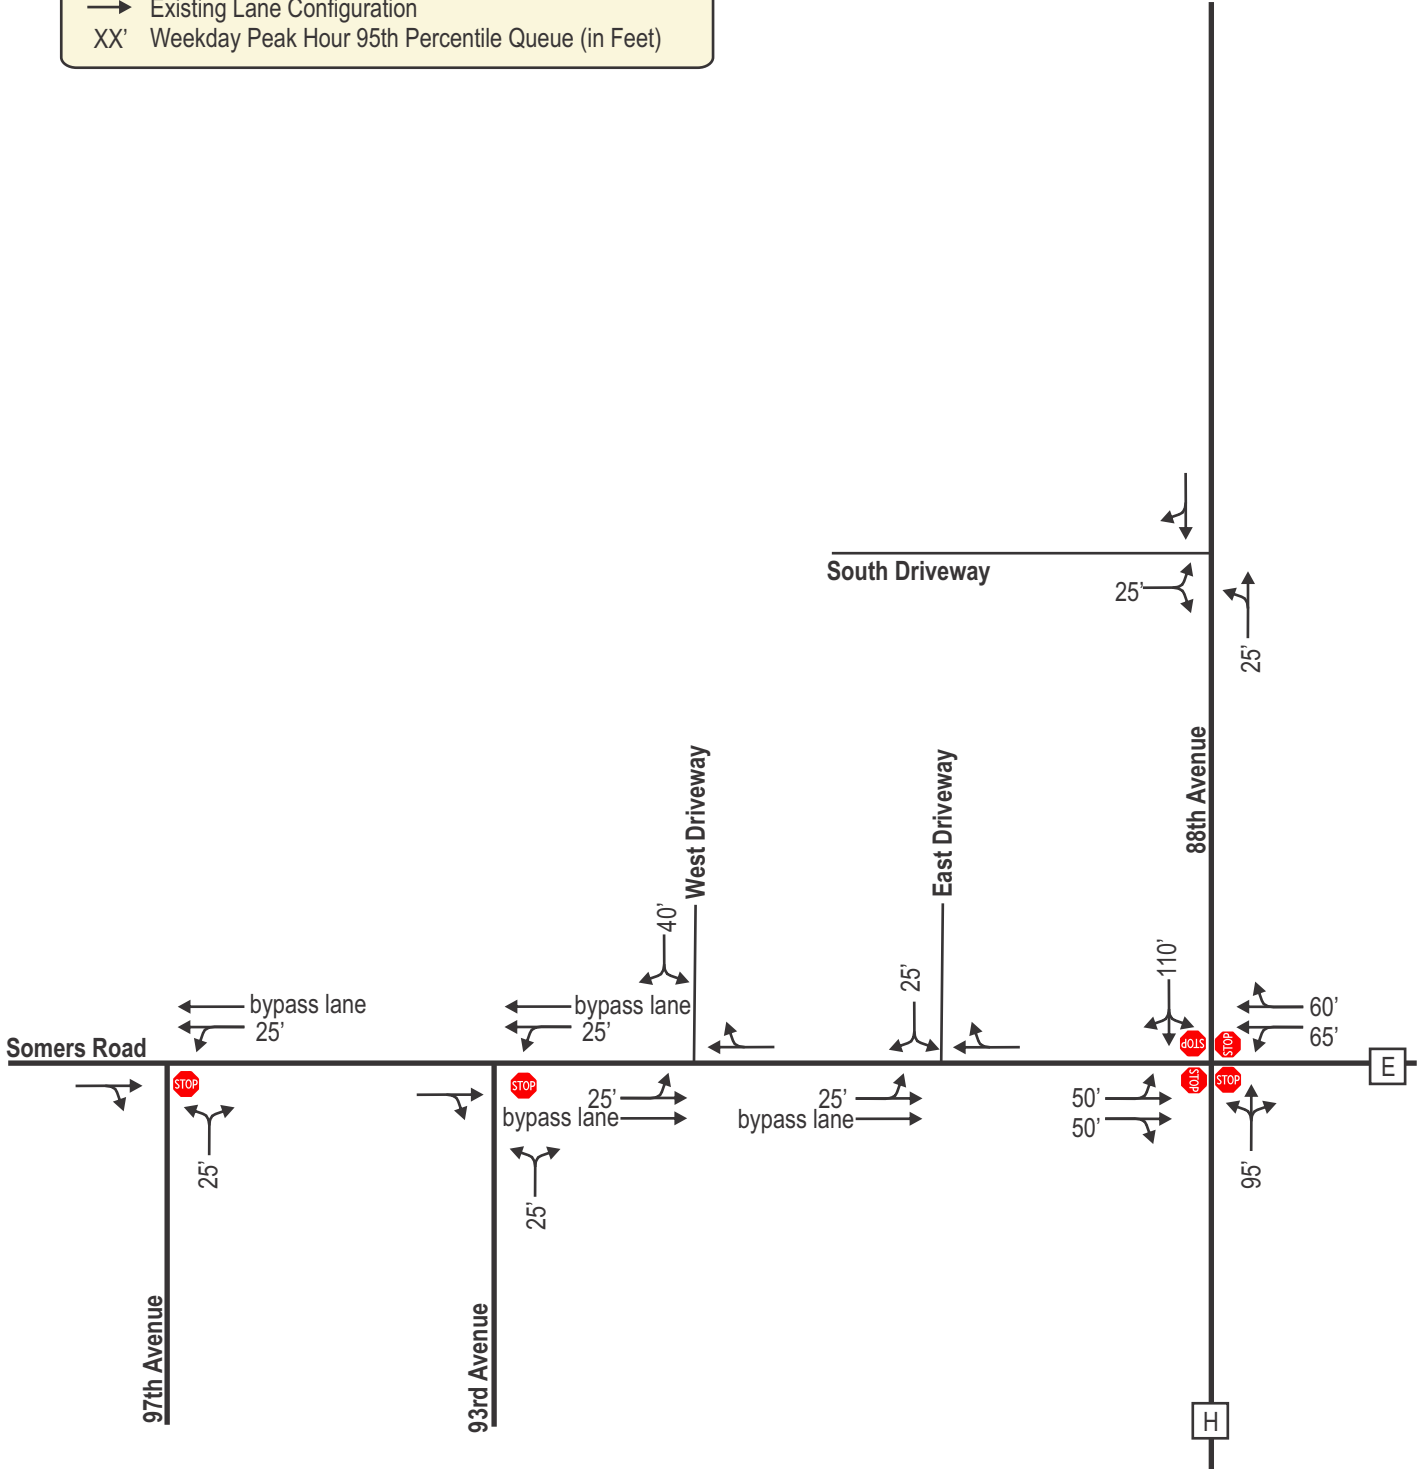 Existing Lane Configuration
XX’ Weekday Peak Hour 95th Percentile Queue (in Feet)
South Driveway
25’
25’
88th Avenue
West Driveway
East Driveway
40’
25’
110’
bypass lane
25’
bypass lane
25’
60’
65’
Somers Road
STOP
STOP
E
STOP
STOP
STOP
STOP
25’
bypass lane
25’
bypass lane
50’
50’
25’
25’
95’
97th Avenue
93rd Avenue
H